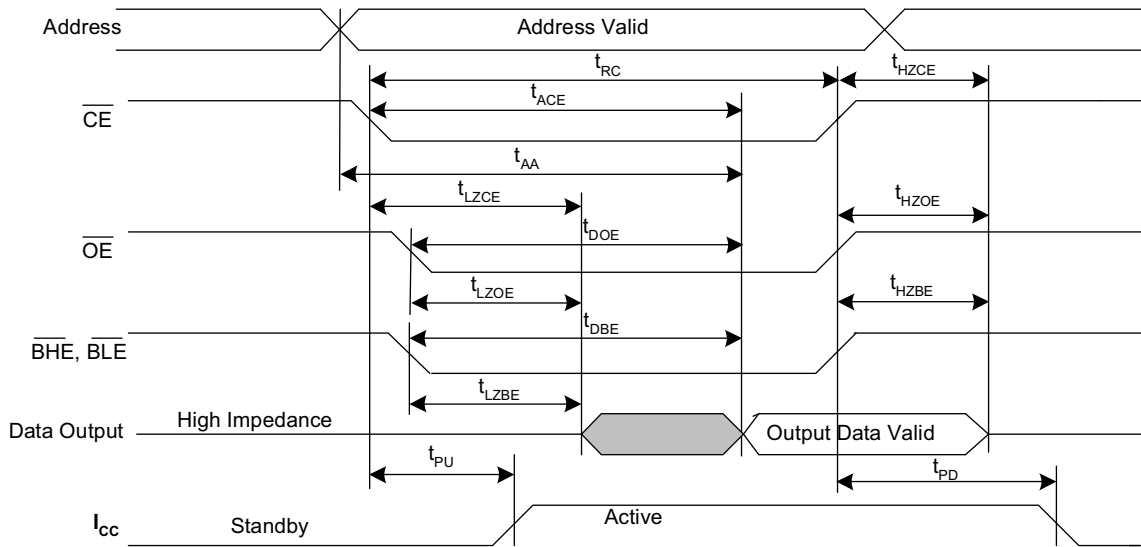 Address
Address Valid
tRC
tHZCE
tACE
CE
tAA
tLZCE
tHZOE
tDOE
OE
tLZOE
tHZBE
tDBE
BHE, BLE
tLZBE
Data Output
High Impedance
Output Data Valid
tPU
tPD
ICC
Standby
Active